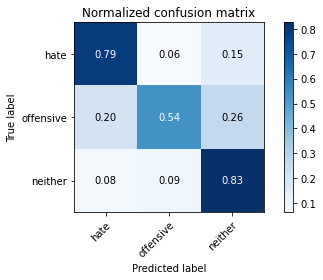 Normalized confusion matrix
True label
hate
offensive
neither
0.79 0.06 0.15
0.20 0.54 0.26
0.08 0.09 0.83
hate
offensive
neither
Predicted label
0.8
0.7
0.6
0.5
0.4
0.3
0.2
0.1